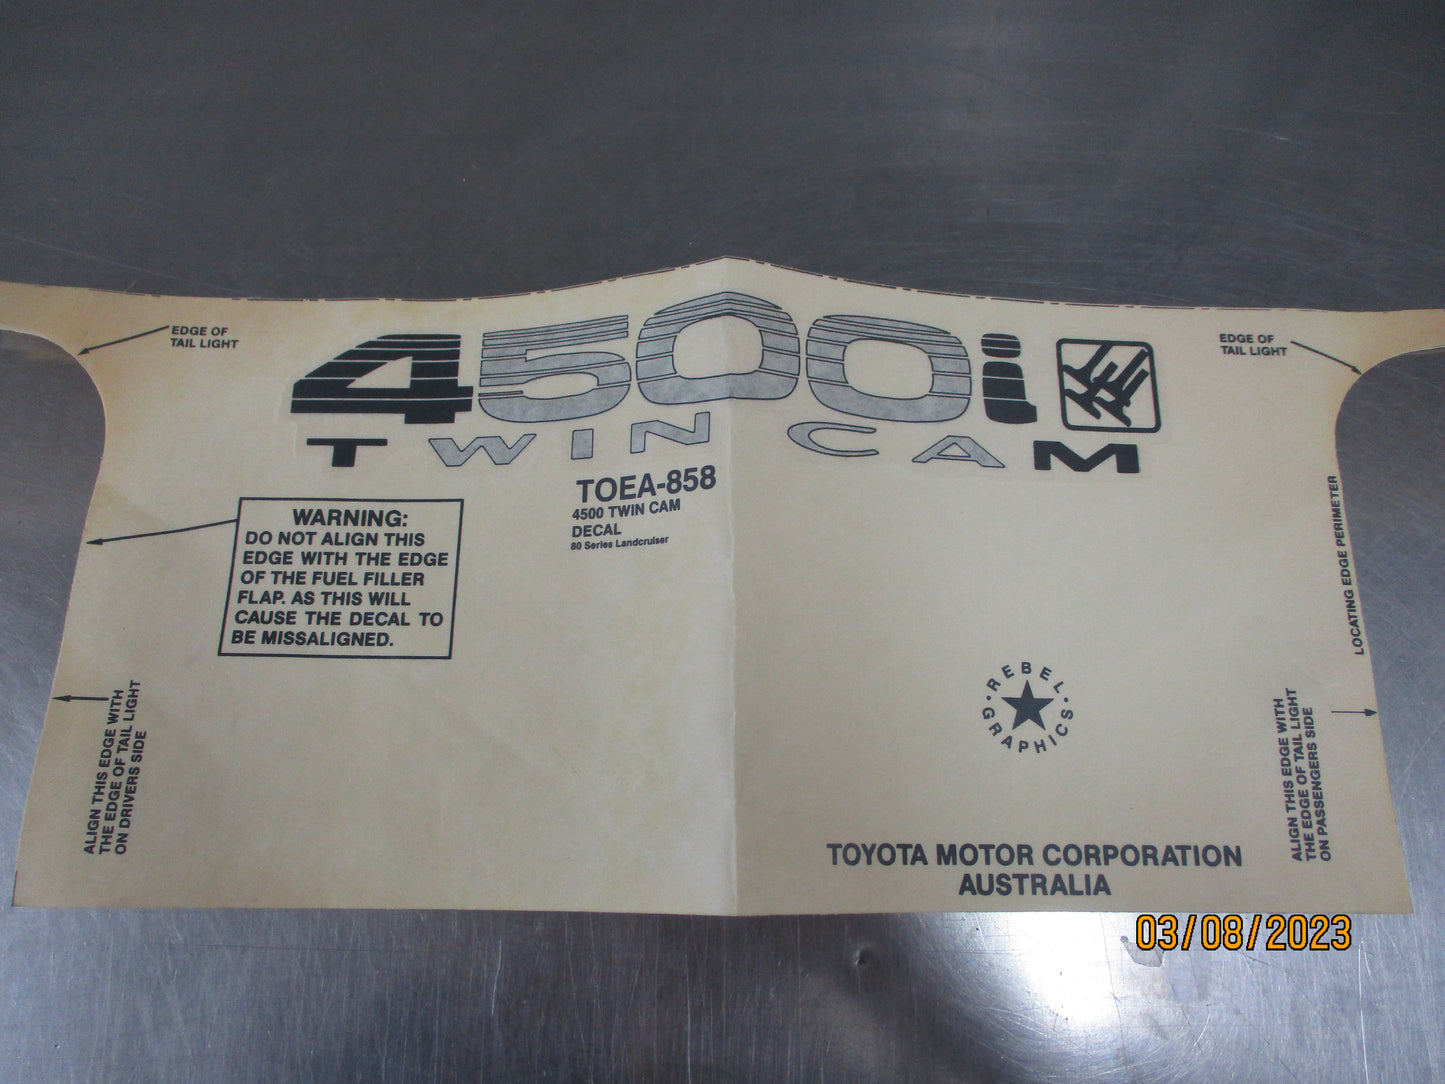 EDGE OF
TAIL LIGHT
4500i
TWIN CAM
EDGE OF
TAIL LIGHT
TOEA-858
4500 TWIN CAM
DECAL
80 Series Landcruiser
WARNING:
DO NOT ALIGN THIS
EDGE WITH THE EDGE
OF THE FUEL FILLER
FLAP. AS THIS WILL
CAUSE THE DECAL TO
BE MISSALIGNED.
LOCATING EDGE PERIMETER
ALIGN THIS EDGE WITH
THE EDGE OF TAIL LIGHT
ON DRIVERS SIDE
REBEL
GRAPHICS
ALIGN THIS EDGE WITH
THE EDGE OF TAIL LIGHT
ON PASSENGERS SIDE
TOYOTA MOTOR CORPORATION
AUSTRALIA
03/08/2023